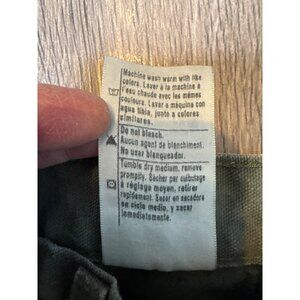 Machine wash warm with like
colors. Laver à la machine à
l'eau chaude avec les mêmes
couleurs. Lavar a máquina con
agua tibia, junto a colores
similares.
Do not bleach.
Aucun agent de blanchiment.
No usar blanqueador.
Tumble dry medium, remove
promptly. Sécher par culbutage
à réglage moyen, retirer
rapidement. Secar en secadora
en ciclo medio, y sacar
inmediatamente.